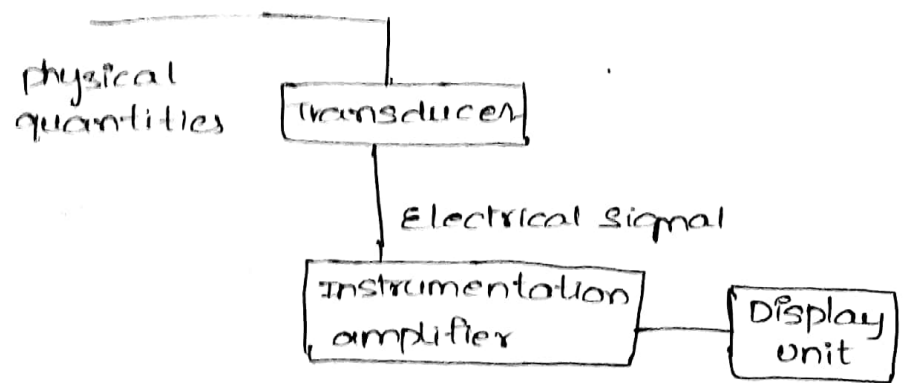 physical
quantities
transducer
Electrical signal
Instrumentation
amplifier
Display
unit